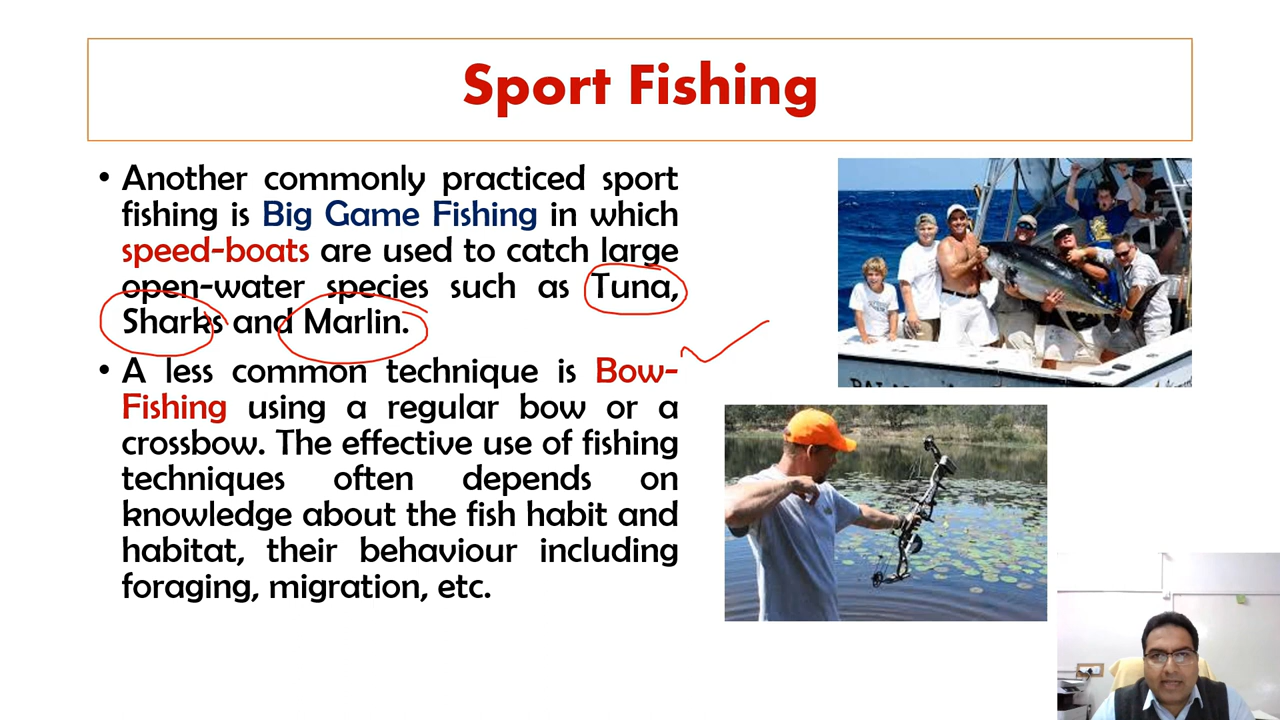 Sport Fishing
• Another commonly practiced sport
fishing is Big Game Fishing in which
speed-boats are used to catch large
open-water species such as Tuna,
Sharks and Marlin.
• A less common technique is Bow-
Fishing using a regular bow or a
crossbow. The effective use of fishing
techniques often depends on
knowledge about the fish habit and
habitat, their behaviour including
foraging, migration, etc.